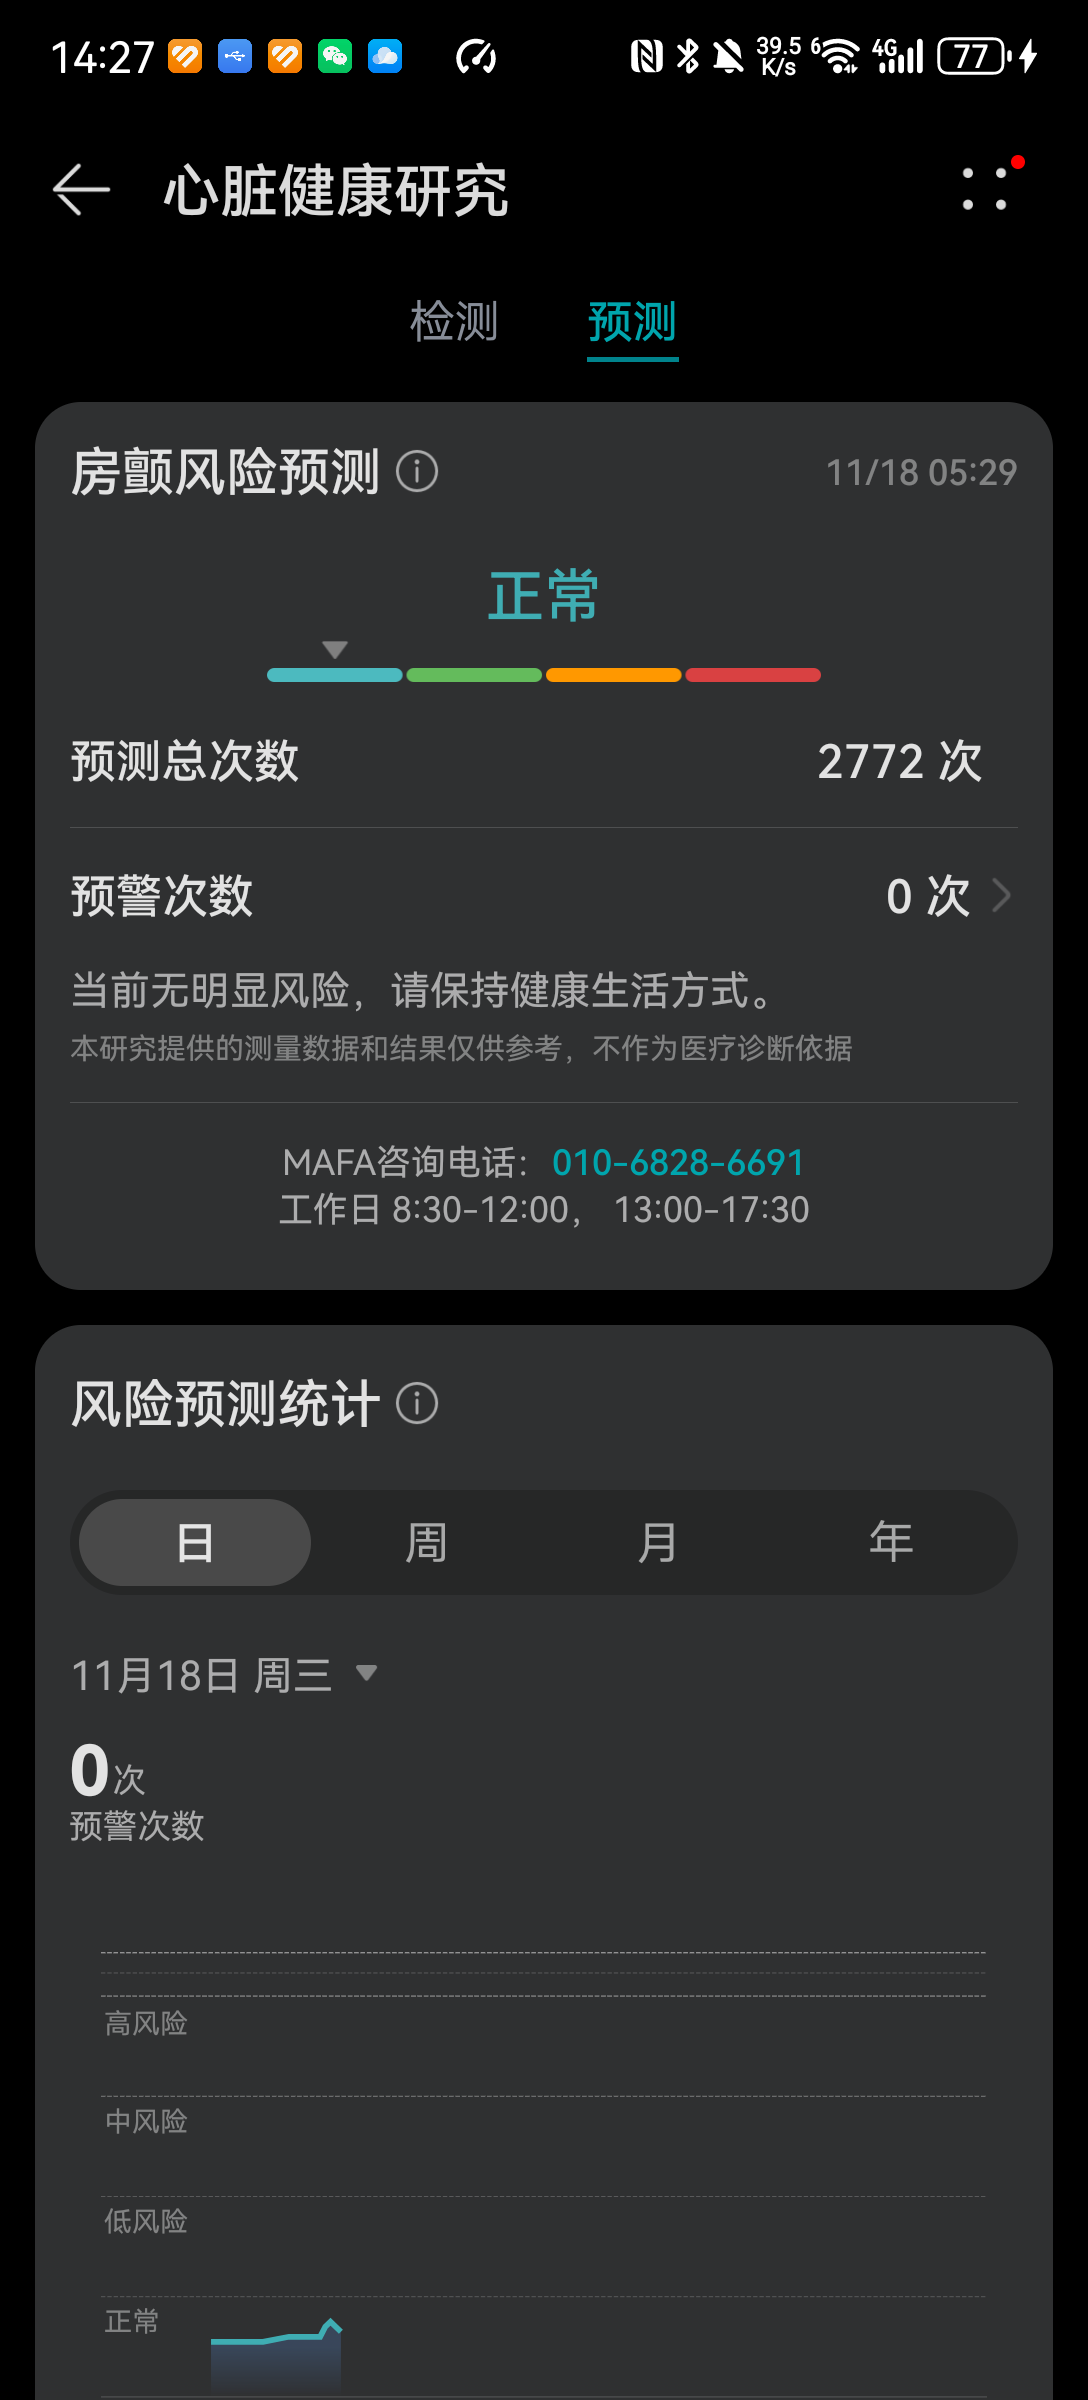 14:27
39.5 K/s
6
4G
77
心脏健康研究
检测 预测
房颤风险预测 11/18 05:29
正常
预测总次数 2772 次
预警次数 0 次
当前无明显风险，请保持健康生活方式。
本研究提供的测量数据和结果仅供参考，不作为医疗诊断依据
MAFA咨询电话：010-6828-6691
工作日 8:30-12:00， 13:00-17:30
风险预测统计
日 周 月 年
11月18日 周三
0次
预警次数
高风险
中风险
低风险
正常